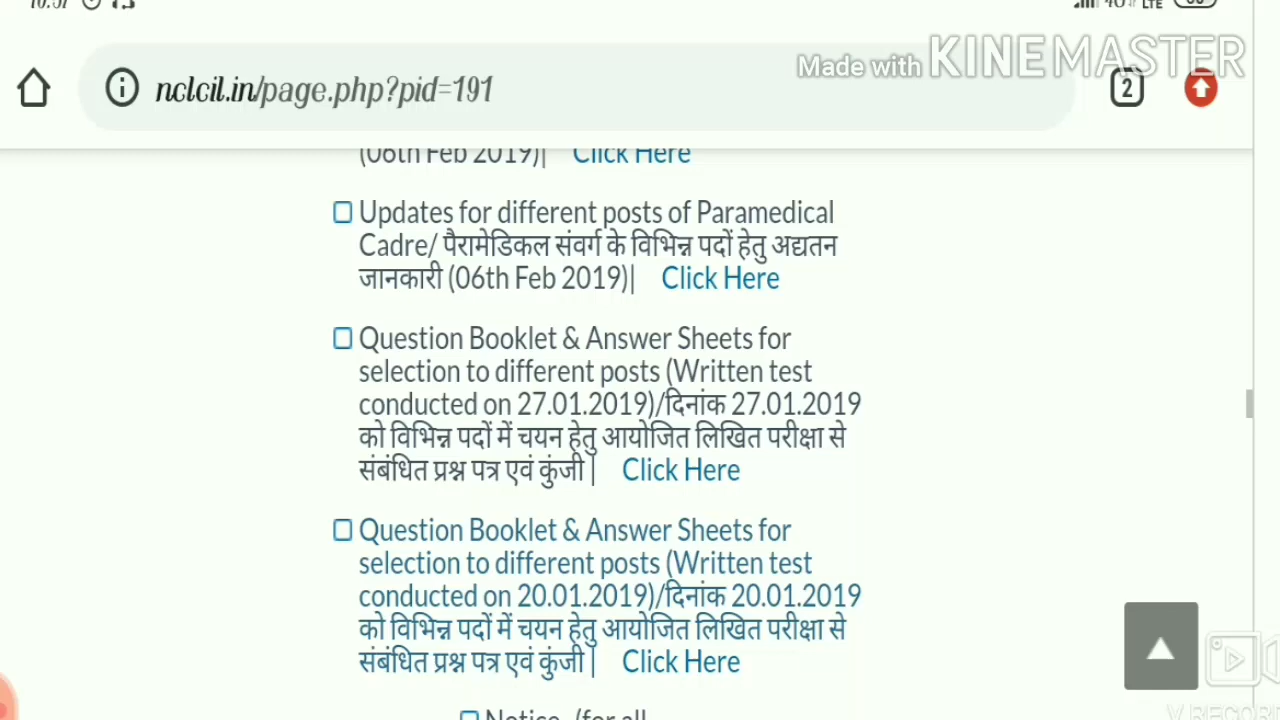 Made with KINEMASTER
nclcil.in/page.php?pid=191
2
(06th Feb 2019)| Click Here
Updates for different posts of Paramedical
Cadre/ पैरामेडिकल संवर्ग के विभिन्न पदों हेतु अद्यतन
जानकारी (06th Feb 2019)| Click Here
Question Booklet & Answer Sheets for
selection to different posts (Written test
conducted on 27.01.2019)/दिनांक 27.01.2019
को विभिन्न पदों में चयन हेतु आयोजित लिखित परीक्षा से
संबंधित प्रश्न पत्र एवं कुंजी | Click Here
Question Booklet & Answer Sheets for
selection to different posts (Written test
conducted on 20.01.2019)/दिनांक 20.01.2019
को विभिन्न पदों में चयन हेतु आयोजित लिखित परीक्षा से
संबंधित प्रश्न पत्र एवं कुंजी | Click Here
Notice (for all